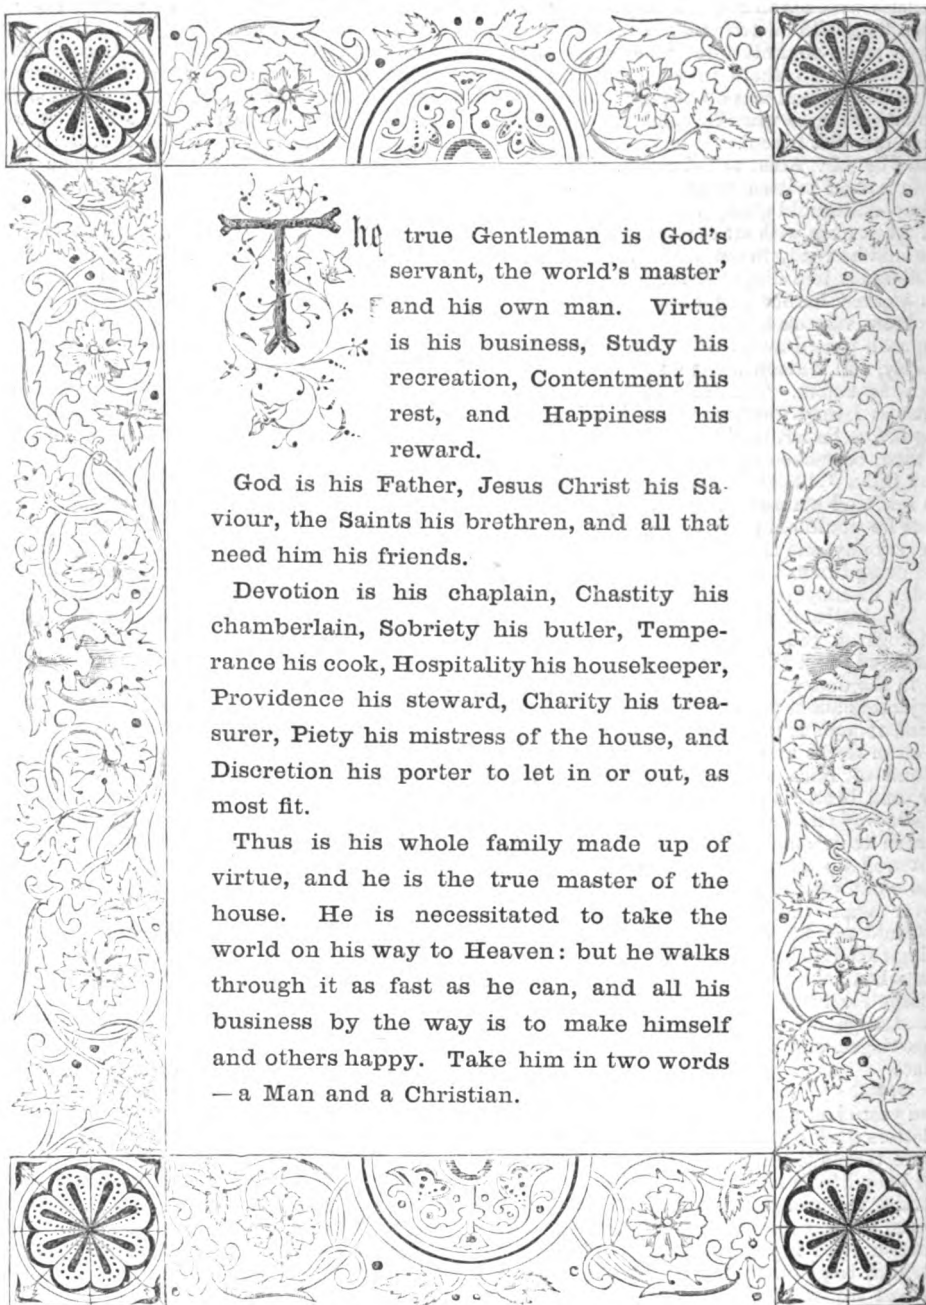 The true Gentleman is God's
servant, the world's master'
and his own man. Virtue
is his business, Study his
recreation, Contentment his
rest, and Happiness his
reward.
God is his Father, Jesus Christ his Sa-
viour, the Saints his brethren, and all that
need him his friends.
Devotion is his chaplain, Chastity his
chamberlain, Sobriety his butler, Tempe-
rance his cook, Hospitality his housekeeper,
Providence his steward, Charity his trea-
surer, Piety his mistress of the house, and
Discretion his porter to let in or out, as
most fit.
Thus is his whole family made up of
virtue, and he is the true master of the
house. He is necessitated to take the
world on his way to Heaven: but he walks
through it as fast as he can, and all his
business by the way is to make himself
and others happy. Take him in two words
— a Man and a Christian.